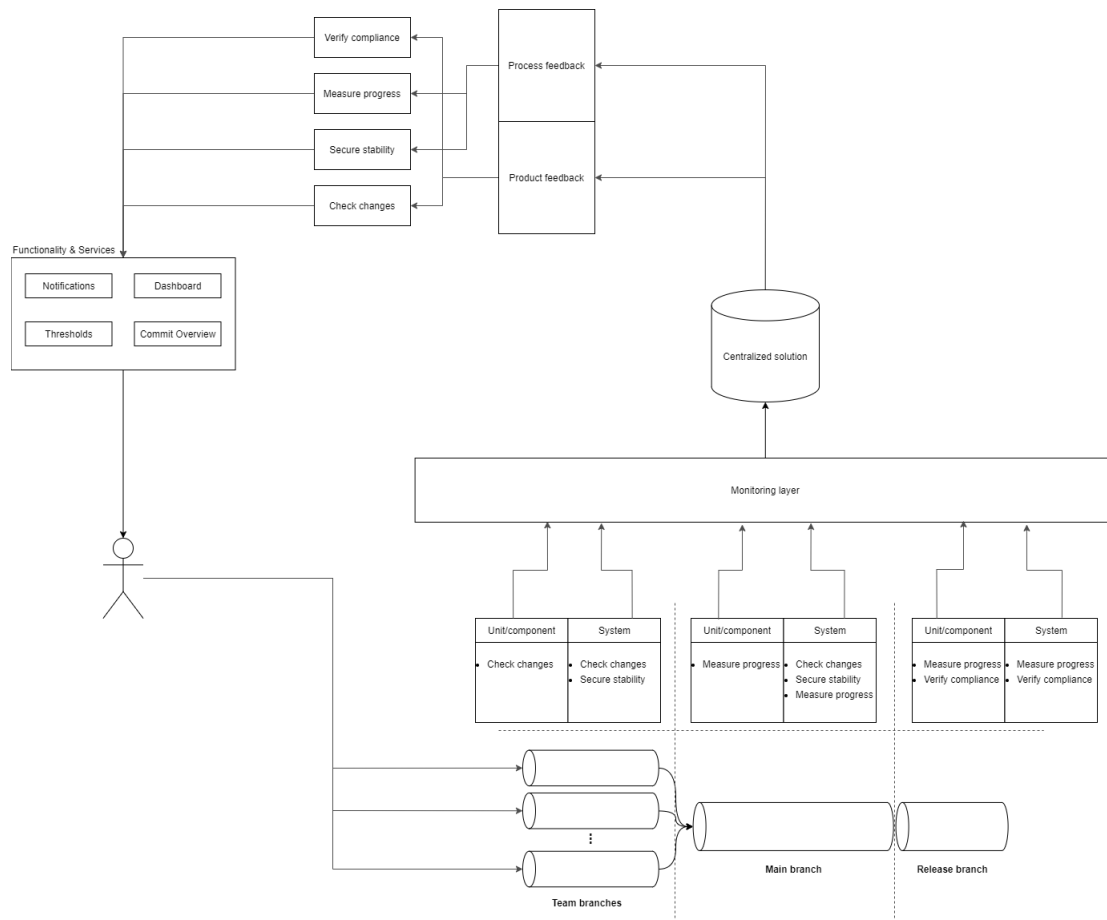 Verify compliance
Process feedback
Measure progress
Secure stability
Product feedback
Check changes
Functionality & Services
Notifications
Dashboard
Thresholds
Commit Overview
Centralized solution
Monitoring layer
Unit/component
System
Check changes
Check changes
Secure stability
Unit/component
System
Measure progress
Check changes
Secure stability
Measure progress
Unit/component
System
Measure progress
Verify compliance
Measure progress
Verify compliance
...
Team branches
Main branch
Release branch